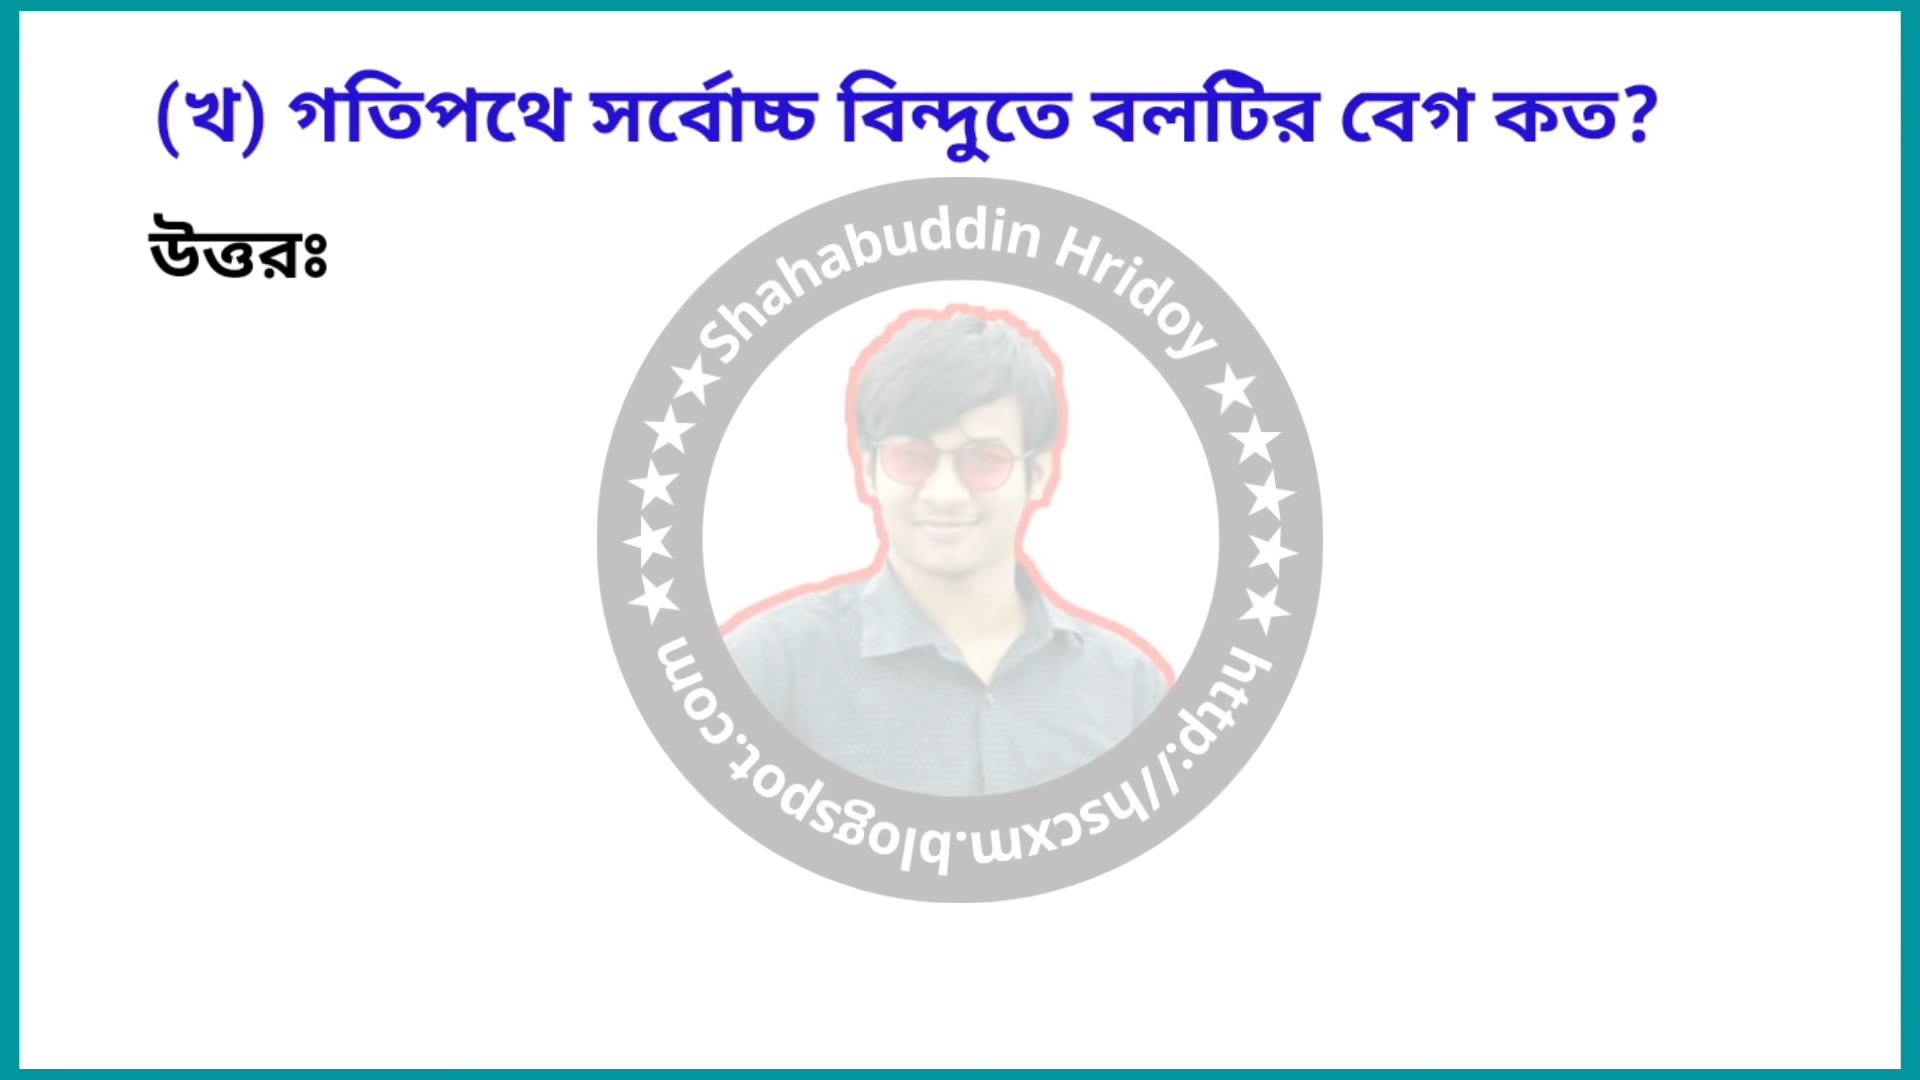 (খ) গতিপথে সর্বোচ্চ বিন্দুতে বলটির বেগ কত?
উত্তরঃ
★★★★★Shahabuddin Hridoy ★★★★★
http://hscxm.blogspot.com